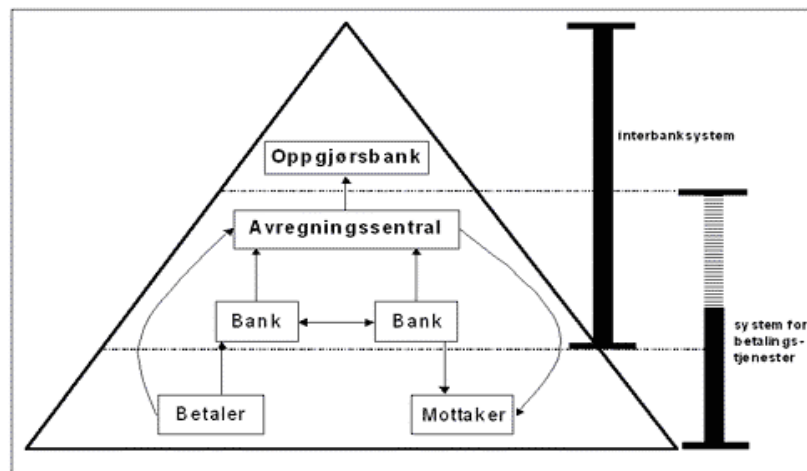 Oppgjørsbank
interbanksystem
Avregningssentral
Bank
Bank
system for
betalings-
tjenester
Betaler
Mottaker